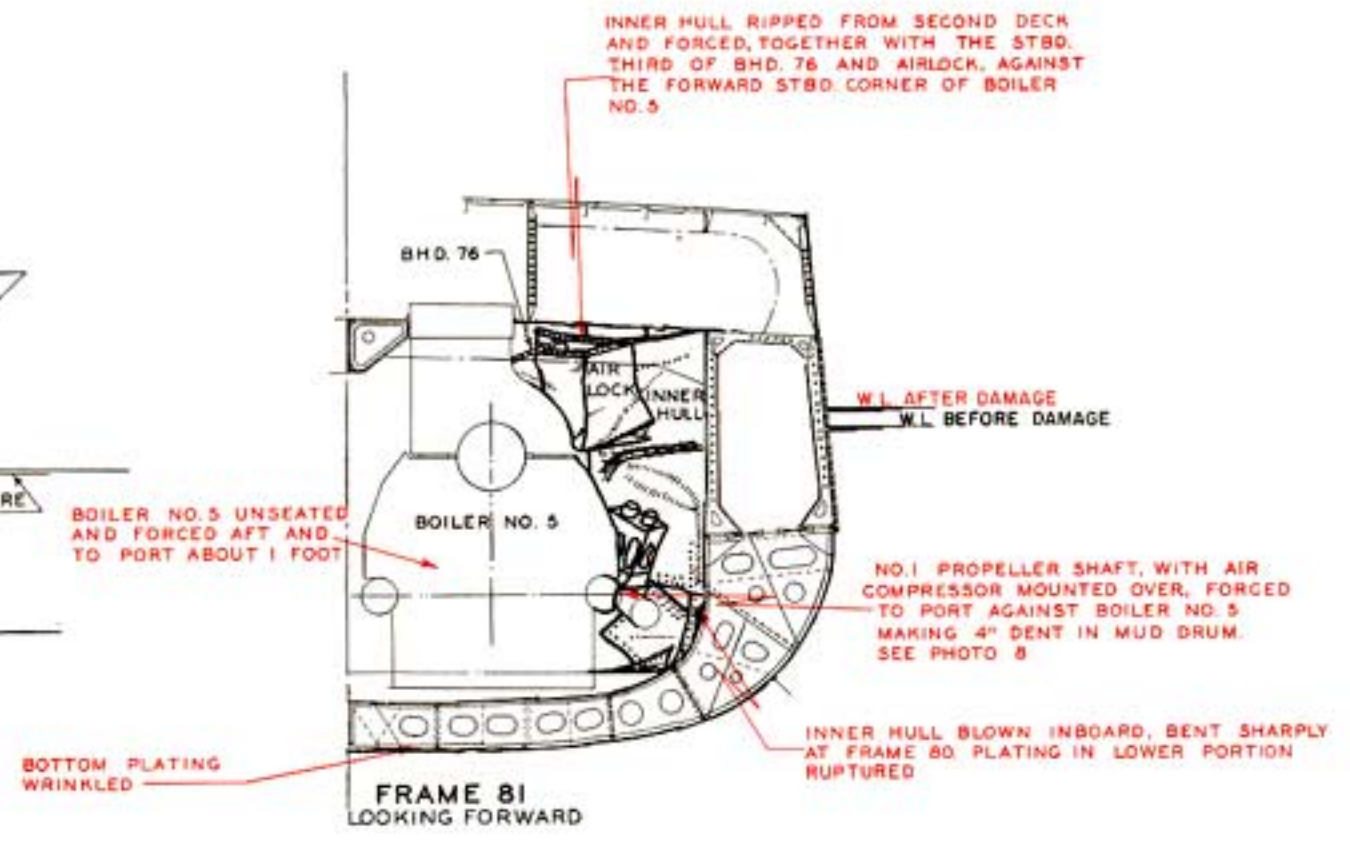 INNER HULL RIPPED FROM SECOND DECK
AND FORCED, TOGETHER WITH THE STBD.
THIRD OF BHD. 76 AND AIRLOCK, AGAINST
THE FORWARD STBD. CORNER OF BOILER
NO. 5
BHD. 76
AIR
LOCK
INNER
HULL
W.L. AFTER DAMAGE
W.L. BEFORE DAMAGE
RE
BOILER NO. 5 UNSEATED
AND FORCED AFT AND
TO PORT ABOUT 1 FOOT
BOILER NO. 5
NO.1 PROPELLER SHAFT, WITH AIR
COMPRESSOR MOUNTED OVER, FORCED
TO PORT AGAINST BOILER NO. 5
MAKING 4" DENT IN MUD DRUM.
SEE PHOTO 8
INNER HULL BLOWN INBOARD, BENT SHARPLY
AT FRAME 80. PLATING IN LOWER PORTION
RUPTURED
BOTTOM PLATING
WRINKLED
FRAME 81
LOOKING FORWARD